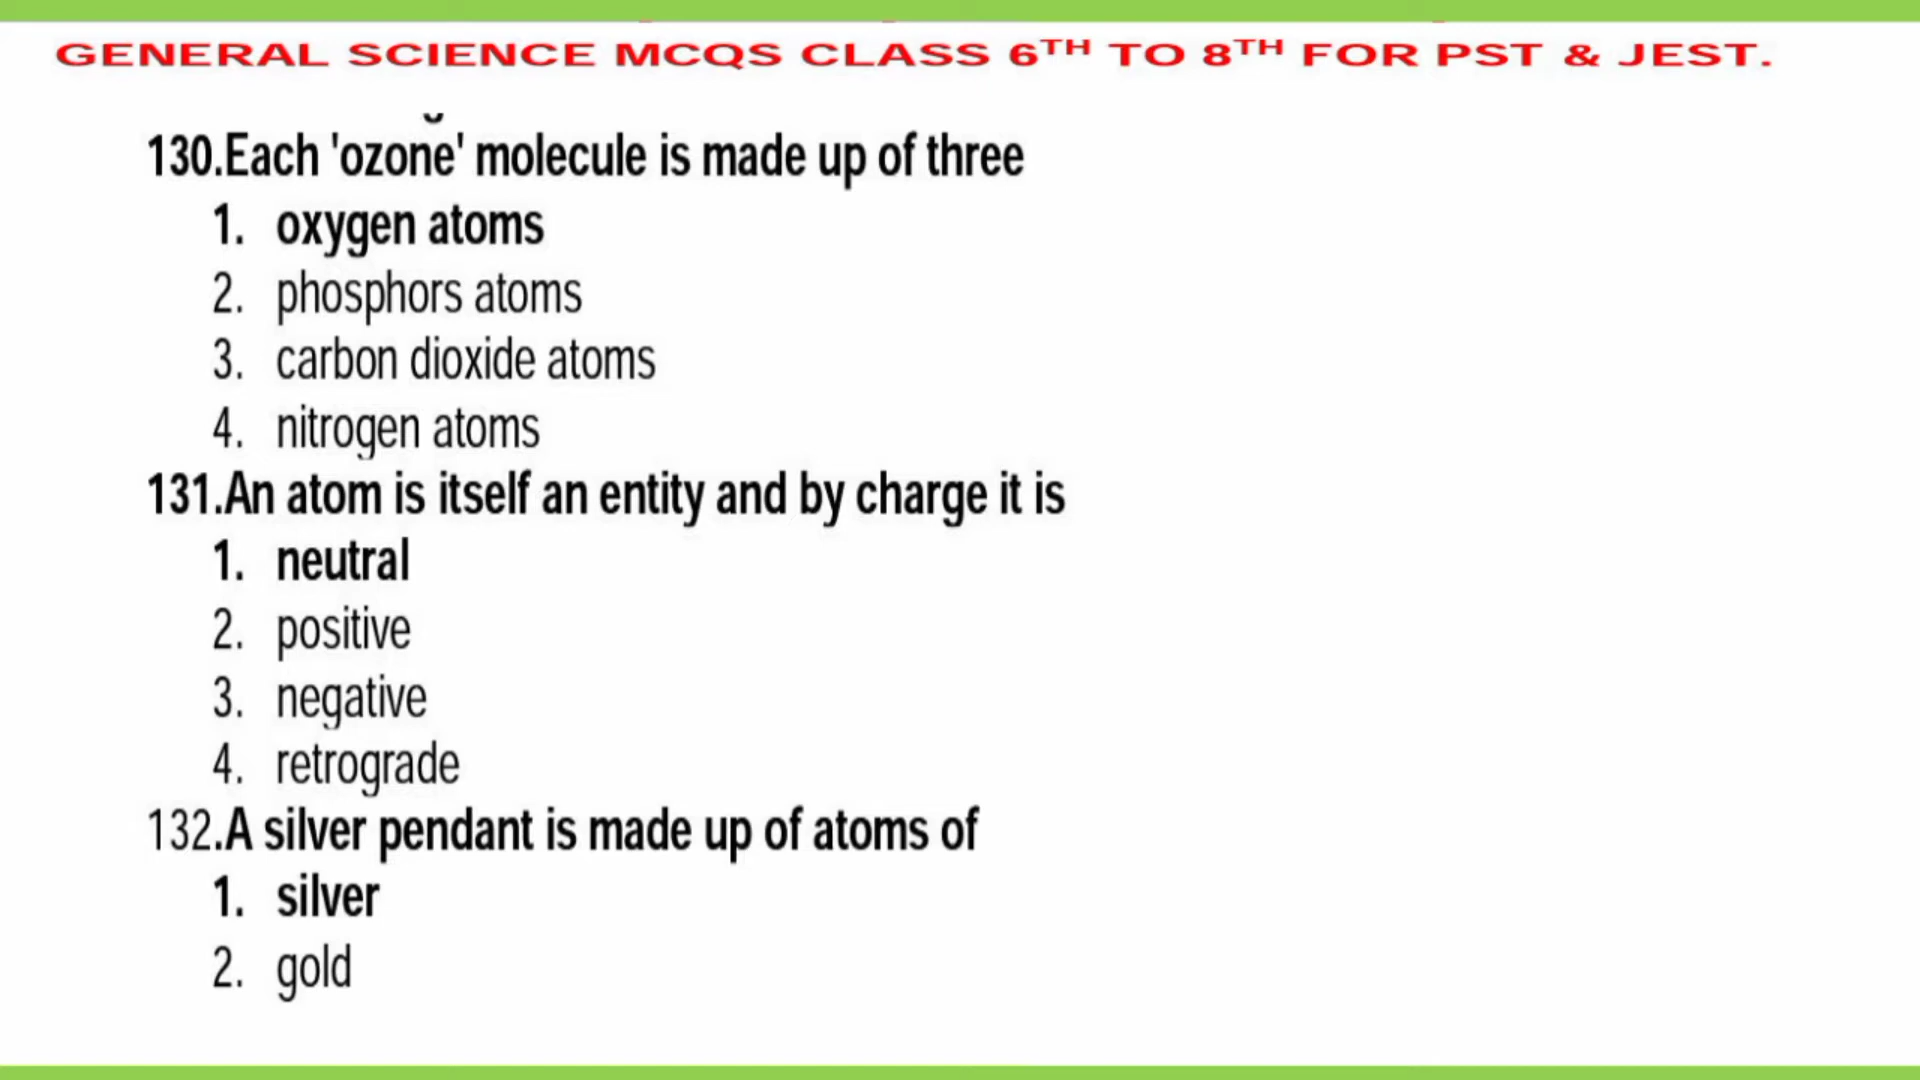 GENERAL SCIENCE MCQS CLASS 6TH TO 8TH FOR PST & JEST.
130.Each 'ozone' molecule is made up of three
1. oxygen atoms
2. phosphors atoms
3. carbon dioxide atoms
4. nitrogen atoms
131.An atom is itself an entity and by charge it is
1. neutral
2. positive
3. negative
4. retrograde
132.A silver pendant is made up of atoms of
1. silver
2. gold